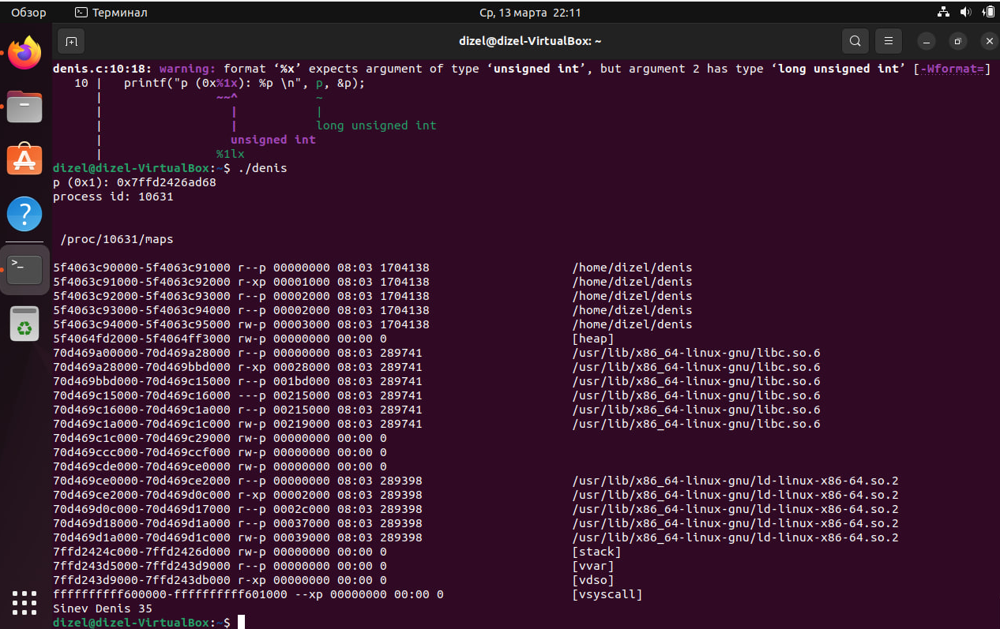 Обзор
Терминал
Ср, 13 марта 22:11
dizel@dizel-VirtualBox: ~
denis.c:10:18: warning: format ‘%x’ expects argument of type ‘unsigned int’, but argument 2 has type ‘long unsigned int’ [-Wformat=]
   10 |   printf("p (0x%1x): %p \n", p, &p);
      |                ~~^           ~
      |                  |           |
      |                  |           long unsigned int
      |                  unsigned int
      |                %1lx
dizel@dizel-VirtualBox:~$ ./denis
p (0x1): 0x7ffd2426ad68
process id: 10631
 /proc/10631/maps
5f4063c90000-5f4063c91000 r--p 00000000 08:03 1704138                    /home/dizel/denis
5f4063c91000-5f4063c92000 r-xp 00001000 08:03 1704138                    /home/dizel/denis
5f4063c92000-5f4063c93000 r--p 00002000 08:03 1704138                    /home/dizel/denis
5f4063c93000-5f4063c94000 r--p 00002000 08:03 1704138                    /home/dizel/denis
5f4063c94000-5f4063c95000 rw-p 00003000 08:03 1704138                    /home/dizel/denis
5f4064fd2000-5f4064ff3000 rw-p 00000000 00:00 0                          [heap]
70d469a00000-70d469a28000 r--p 00000000 08:03 289741                     /usr/lib/x86_64-linux-gnu/libc.so.6
70d469a28000-70d469bbd000 r-xp 00028000 08:03 289741                     /usr/lib/x86_64-linux-gnu/libc.so.6
70d469bbd000-70d469c15000 r--p 001bd000 08:03 289741                     /usr/lib/x86_64-linux-gnu/libc.so.6
70d469c15000-70d469c16000 ---p 00215000 08:03 289741                     /usr/lib/x86_64-linux-gnu/libc.so.6
70d469c16000-70d469c1a000 r--p 00215000 08:03 289741                     /usr/lib/x86_64-linux-gnu/libc.so.6
70d469c1a000-70d469c1c000 rw-p 00219000 08:03 289741                     /usr/lib/x86_64-linux-gnu/libc.so.6
70d469c1c000-70d469c29000 rw-p 00000000 00:00 0
70d469ccc000-70d469ccf000 rw-p 00000000 00:00 0
70d469cde000-70d469ce0000 rw-p 00000000 00:00 0
70d469ce0000-70d469ce2000 r--p 00000000 08:03 289398                     /usr/lib/x86_64-linux-gnu/ld-linux-x86-64.so.2
70d469ce2000-70d469d0c000 r-xp 00002000 08:03 289398                     /usr/lib/x86_64-linux-gnu/ld-linux-x86-64.so.2
70d469d0c000-70d469d17000 r--p 0002c000 08:03 289398                     /usr/lib/x86_64-linux-gnu/ld-linux-x86-64.so.2
70d469d18000-70d469d1a000 r--p 00037000 08:03 289398                     /usr/lib/x86_64-linux-gnu/ld-linux-x86-64.so.2
70d469d1a000-70d469d1c000 rw-p 00039000 08:03 289398                     /usr/lib/x86_64-linux-gnu/ld-linux-x86-64.so.2
7ffd2424c000-7ffd2426d000 rw-p 00000000 00:00 0                          [stack]
7ffd243d5000-7ffd243d9000 r--p 00000000 00:00 0                          [vvar]
7ffd243d9000-7ffd243db000 r-xp 00000000 00:00 0                          [vdso]
ffffffffff600000-ffffffffff601000 --xp 00000000 00:00 0                  [vsyscall]
Sinev Denis 35
dizel@dizel-VirtualBox:~$